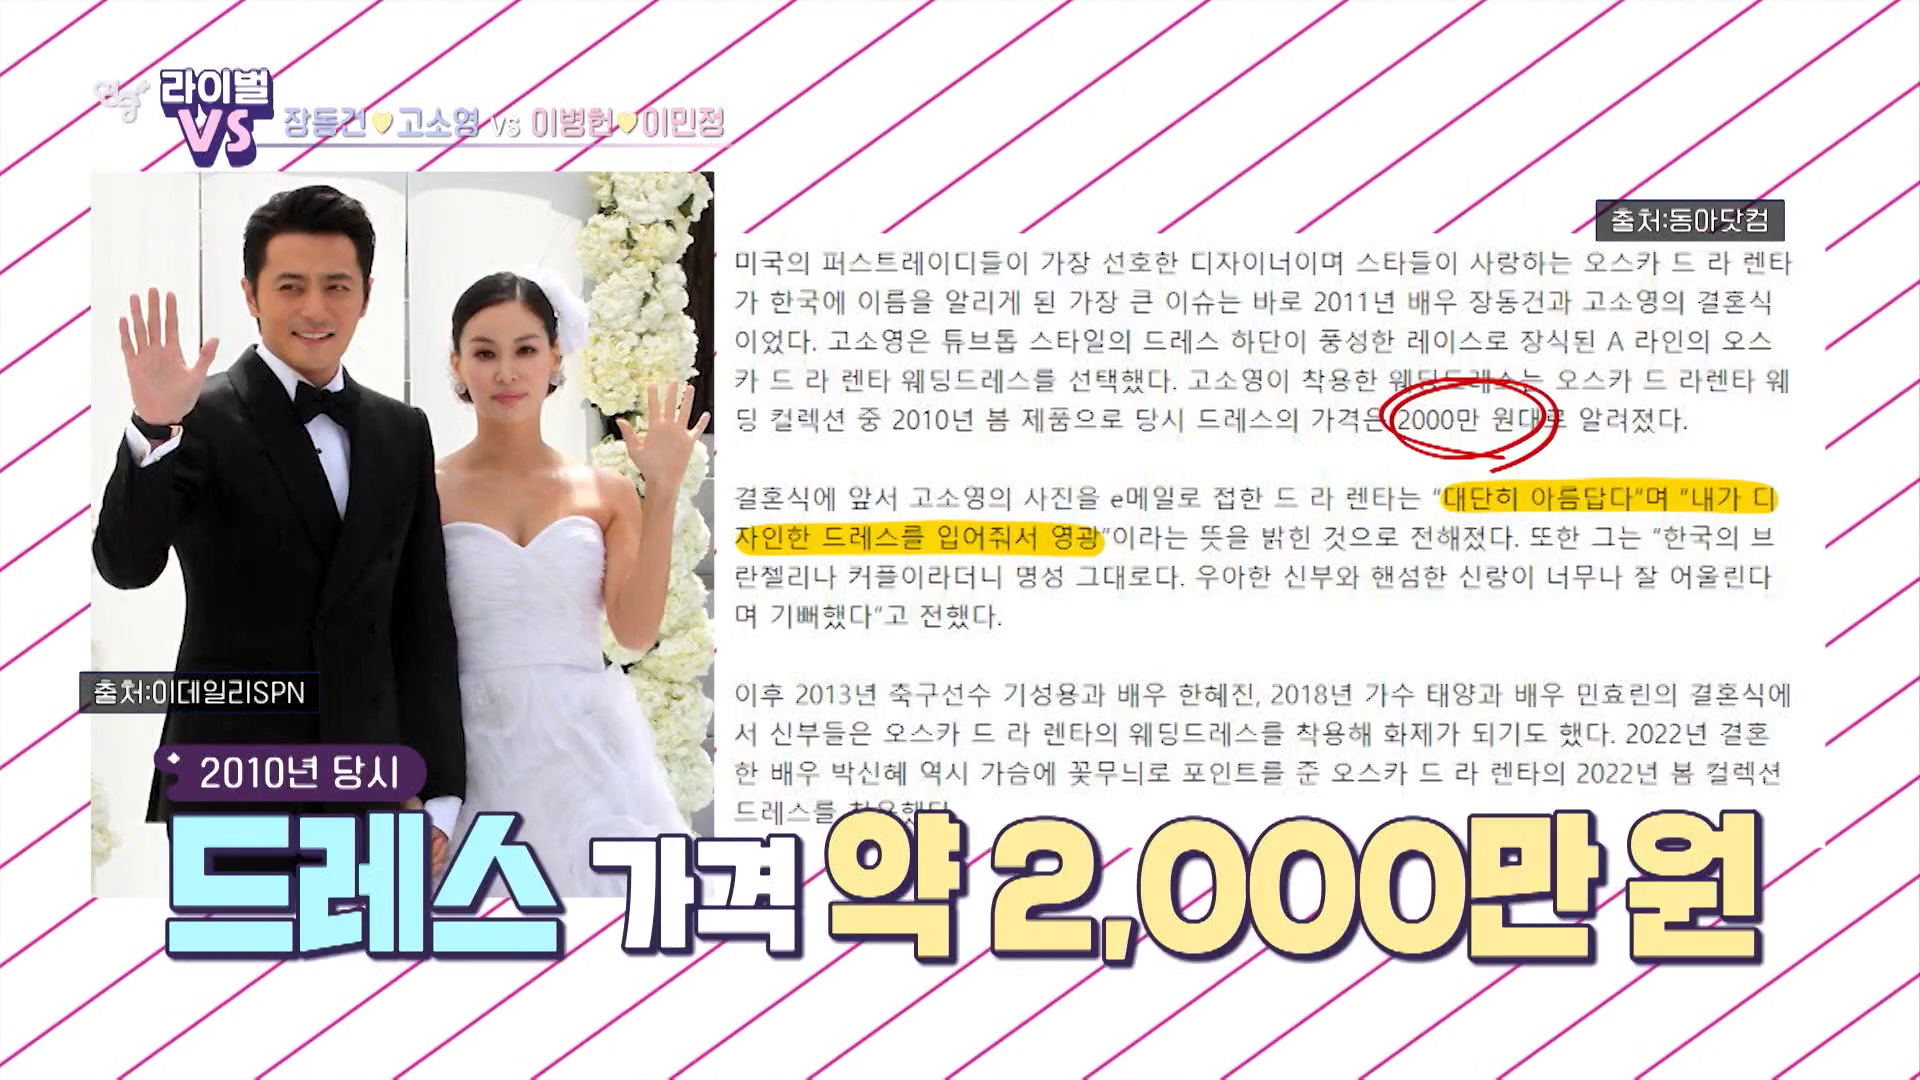 연중+
라이벌
VS
장동건 고소영 VS 이병헌 이민정
출처:동아닷컴
미국의 퍼스트레이디들이 가장 선호한 디자이너이며 스타들이 사랑하는 오스카 드 라 렌타
가 한국에 이름을 알리게 된 가장 큰 이슈는 바로 2011년 배우 장동건과 고소영의 결혼식
이었다. 고소영은 튜브톱 스타일의 드레스 하단이 풍성한 레이스로 장식된 A 라인의 오스
카 드 라 렌타 웨딩드레스를 선택했다. 고소영이 착용한 웨딩드레스는 오스카 드 라렌타 웨
딩 컬렉션 중 2010년 봄 제품으로 당시 드레스의 가격은 2000만 원대로 알려졌다.
결혼식에 앞서 고소영의 사진을 e메일로 접한 드 라 렌타는 "대단히 아름답다"며 "내가 디
자인한 드레스를 입어줘서 영광"이라는 뜻을 밝힌 것으로 전해졌다. 또한 그는 "한국의 브
란젤리나 커플이라더니 명성 그대로다. 우아한 신부와 핸섬한 신랑이 너무나 잘 어울린다
며 기뻐했다"고 전했다.
이후 2013년 축구선수 기성용과 배우 한혜진, 2018년 가수 태양과 배우 민효린의 결혼식에
서 신부들은 오스카 드 라 렌타의 웨딩드레스를 착용해 화제가 되기도 했다. 2022년 결혼
한 배우 박신혜 역시 가슴에 꽃무늬로 포인트를 준 오스카 드 라 렌타의 2022년 봄 컬렉션
드레스를 착용했다.
출처:이데일리SPN
2010년 당시
드레스 가격 약 2,000만 원